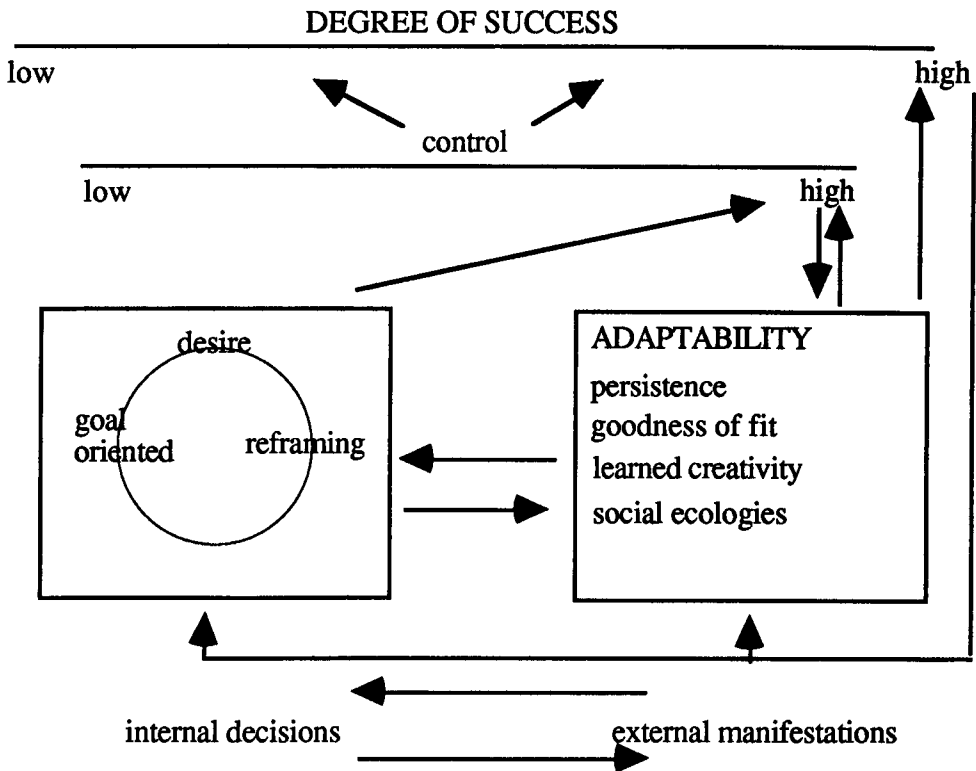 DEGREE OF SUCCESS
low
high
control
low
high
desire
goal
oriented
reframing
ADAPTABILITY
persistence
goodness of fit
learned creativity
social ecologies
internal decisions
external manifestations